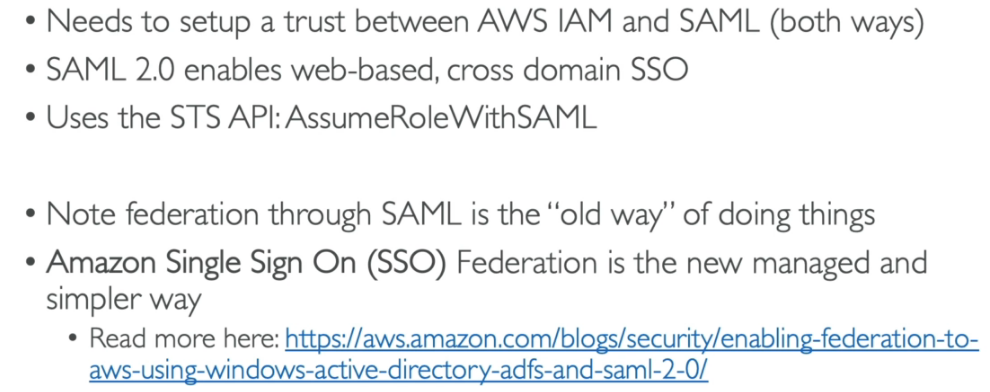 • Needs to setup a trust between AWS IAM and SAML (both ways)
• SAML 2.0 enables web-based, cross domain SSO
• Uses the STS API: AssumeRoleWithSAML
• Note federation through SAML is the “old way” of doing things
• Amazon Single Sign On (SSO) Federation is the new managed and
simpler way
• Read more here: https://aws.amazon.com/blogs/security/enabling-federation-to-
aws-using-windows-active-directory-adfs-and-saml-2-0/